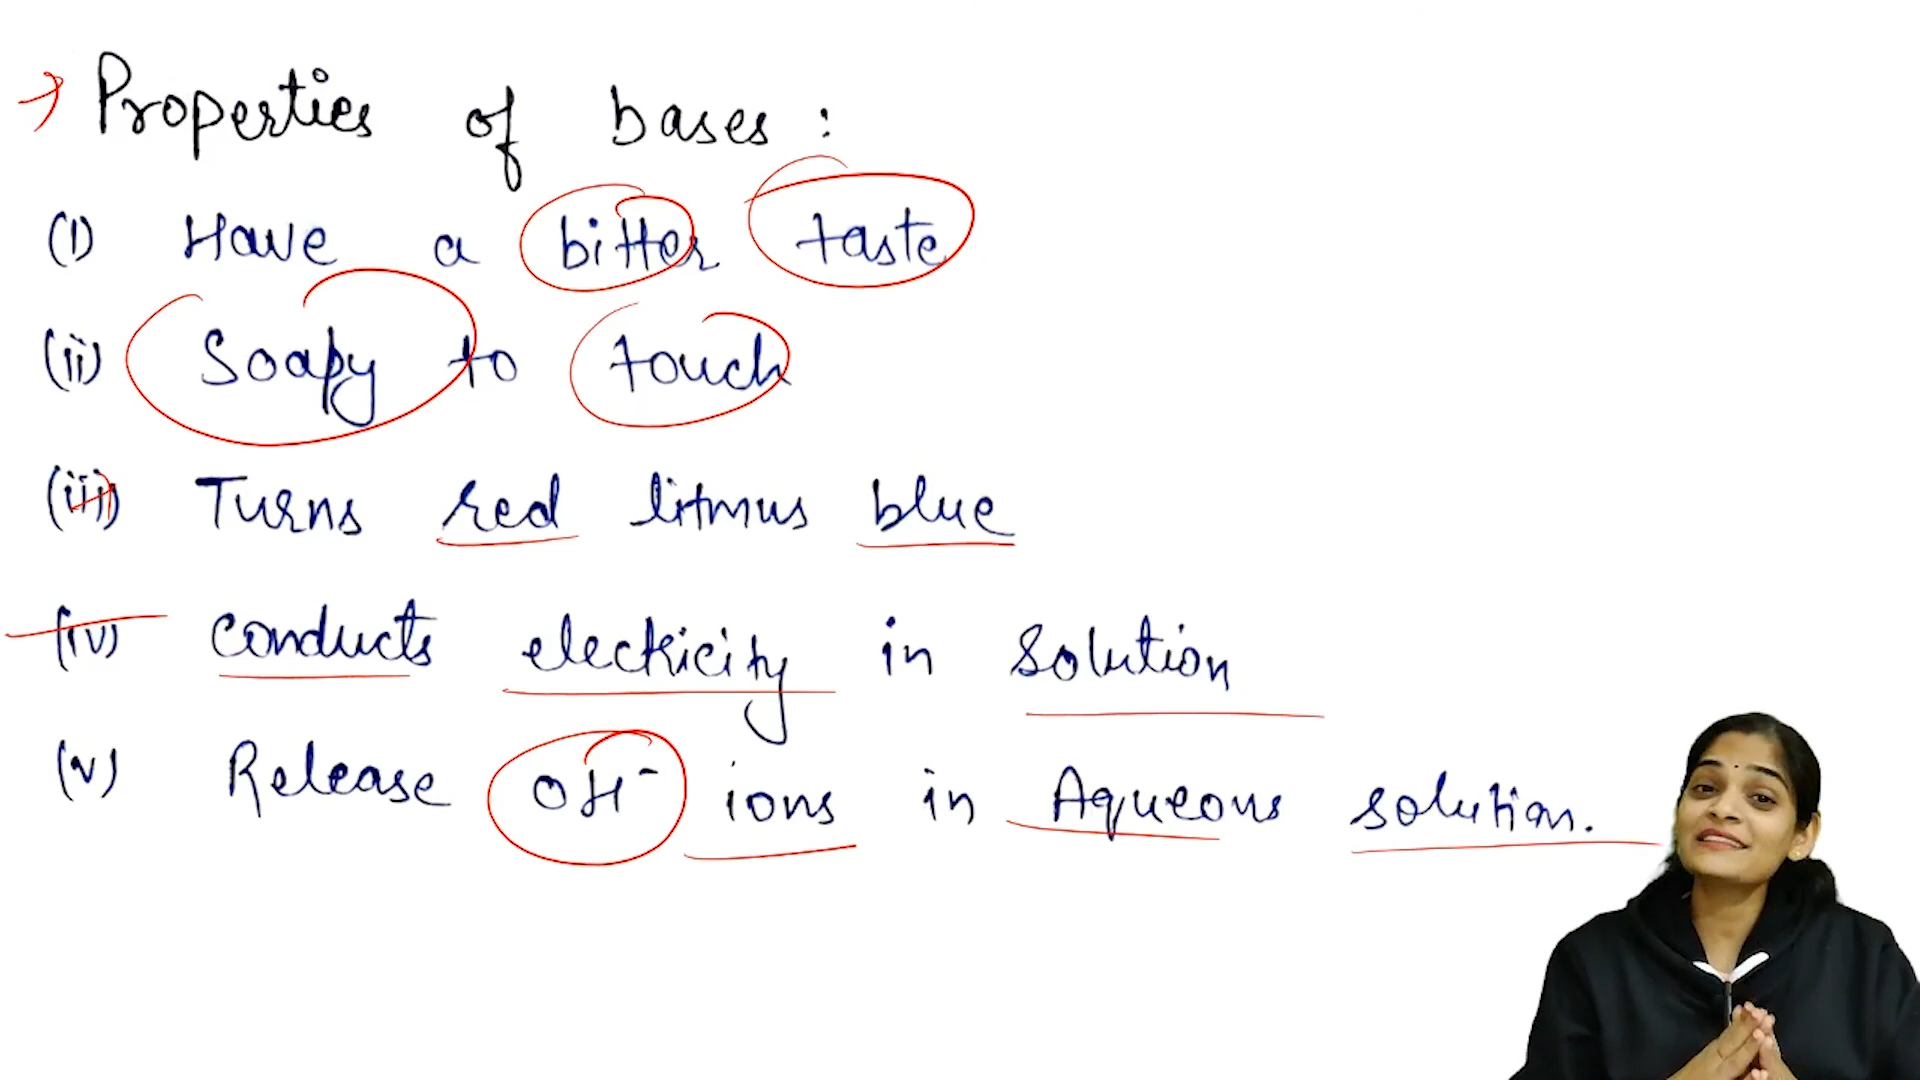 Properties of bases :
(i) Have a bitter taste
(ii) Soapy to touch
(iii) Turns red litmus blue
(iv) conducts electricity in solution
(v) Release OH⁻ ions in Aqueous solution.